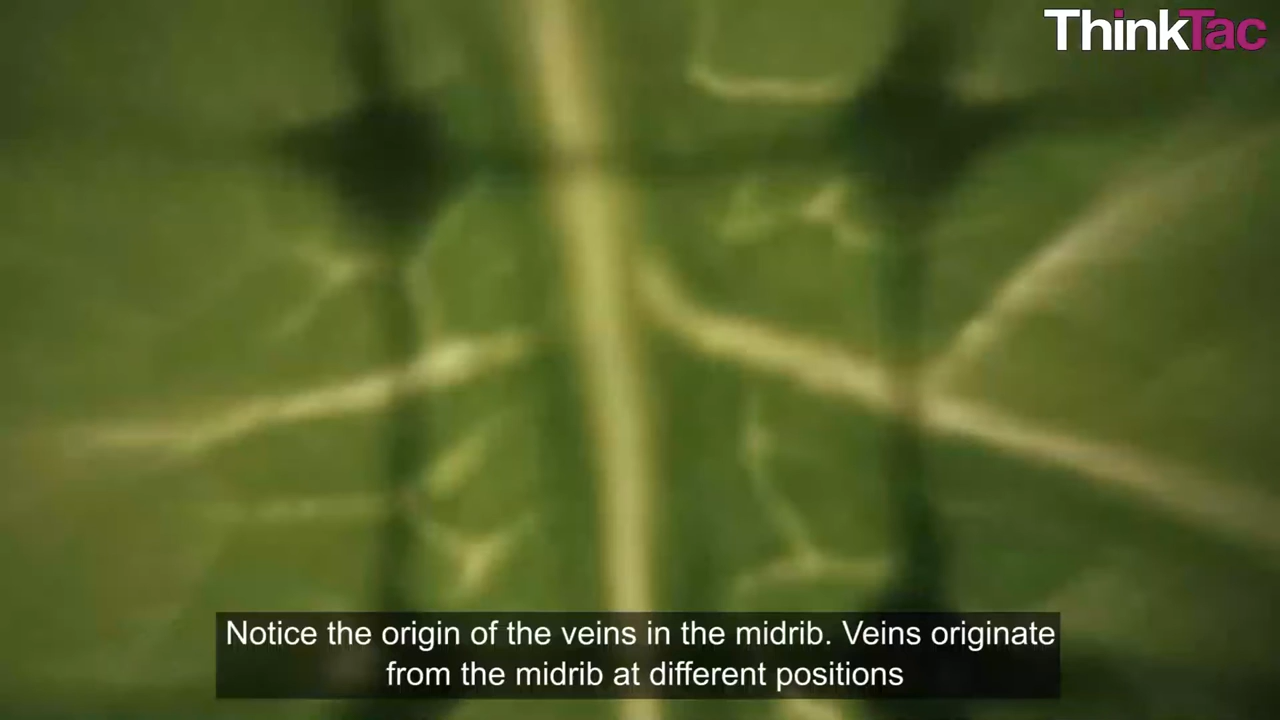 ThinkTac
Notice the origin of the veins in the midrib. Veins originate
from the midrib at different positions